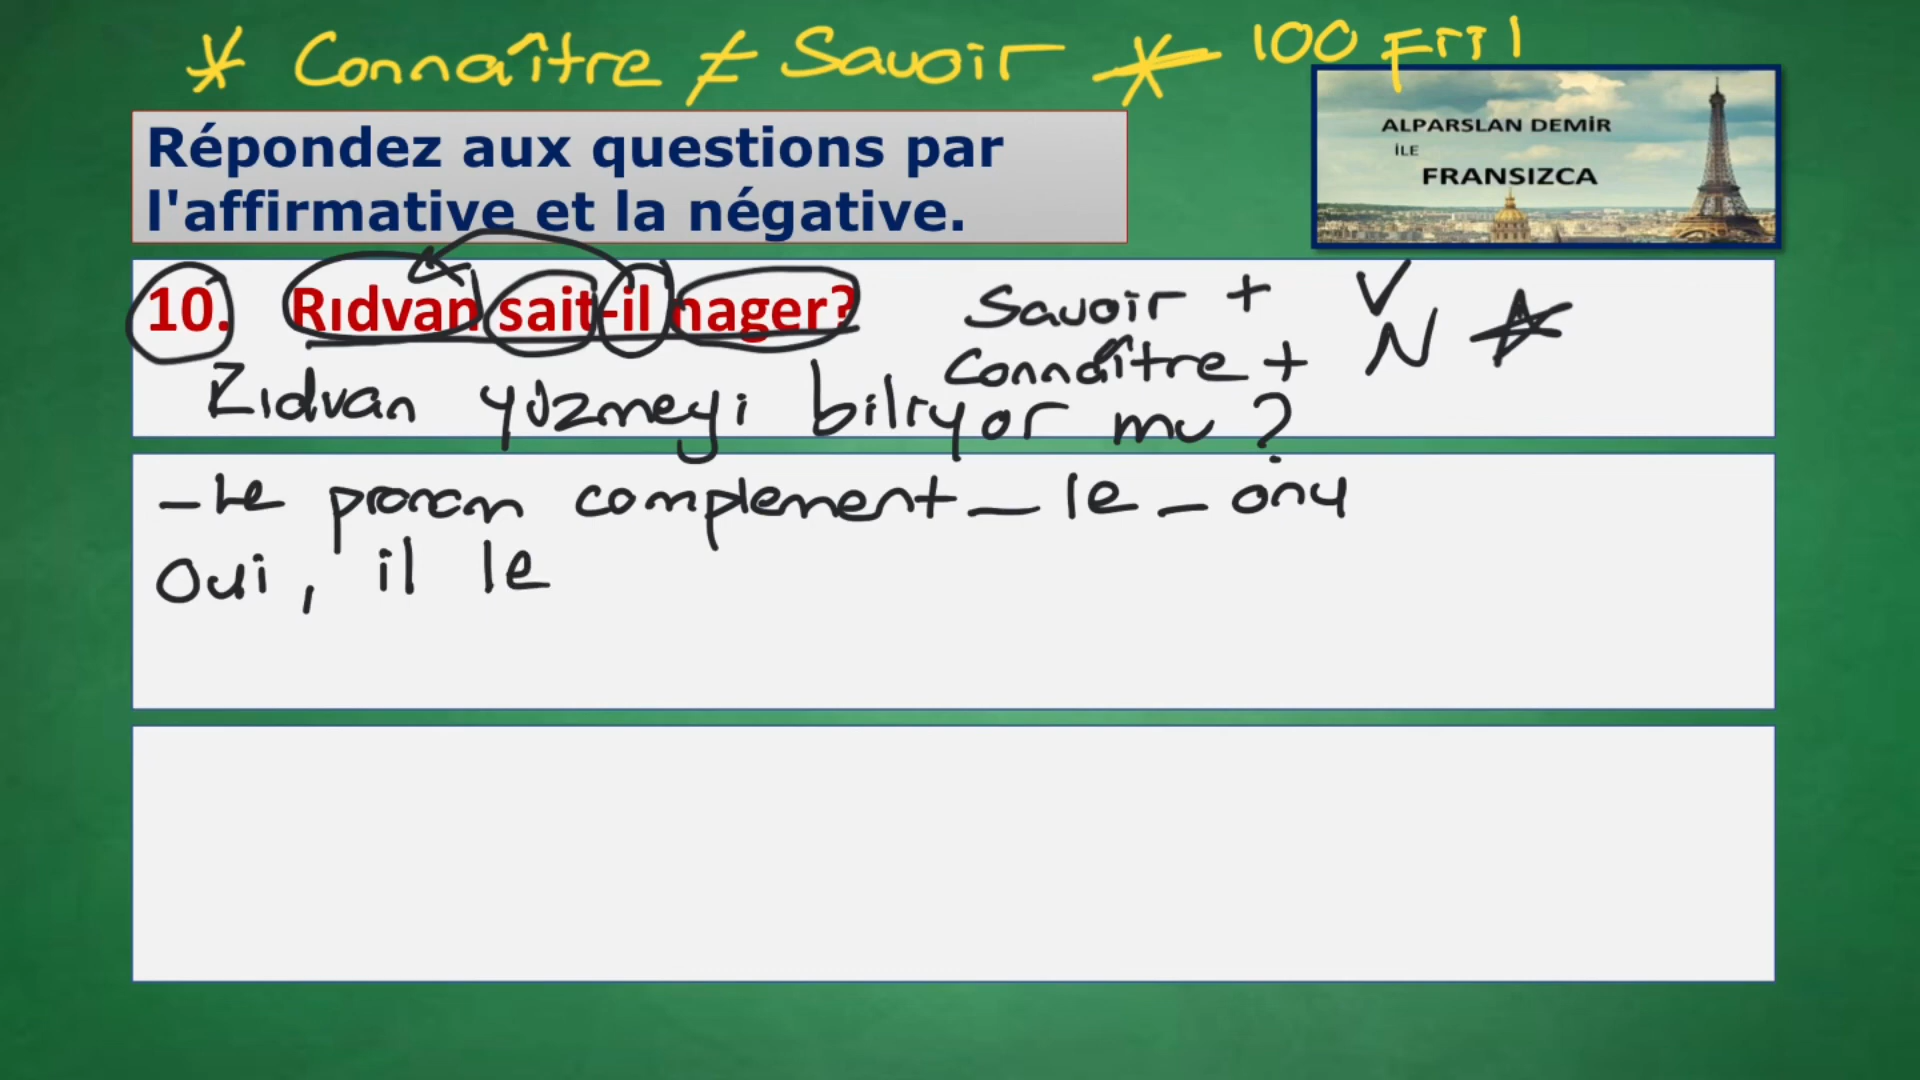 * Connaître ≠ Savoir * 100 Fiil
Répondez aux questions par
l'affirmative et la négative.
ALPARSLAN DEMİR
İLE
FRANSIZCA
10. Rıdvan sait-il nager?
Savoir + V
Connaître + N
Rıdvan yüzmeyi biliyor mu ?
- Le pronom complement _ le _ onu
Oui , il le